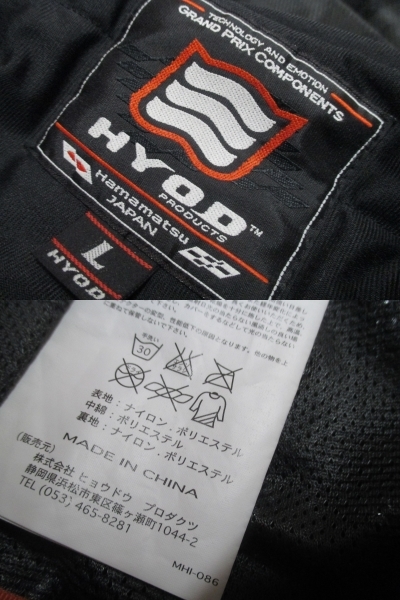 TECHNOLOGY AND EMOTION
GRAND PRIX COMPONENTS
HYOD™
PRODUCTS
Hamamatsu
JAPAN
L
HYOD
手洗イ
30
表地:ナイロン.ポリエステル
中綿:ポリエステル
裏地:ナイロン.ポリエステル
MADE IN CHINA
(販売元)
株式会社 ヒョウドウ プロダクツ
静岡県浜松市東区篠ヶ瀬町1044-2
TEL (053) 465-8281
MHI-086